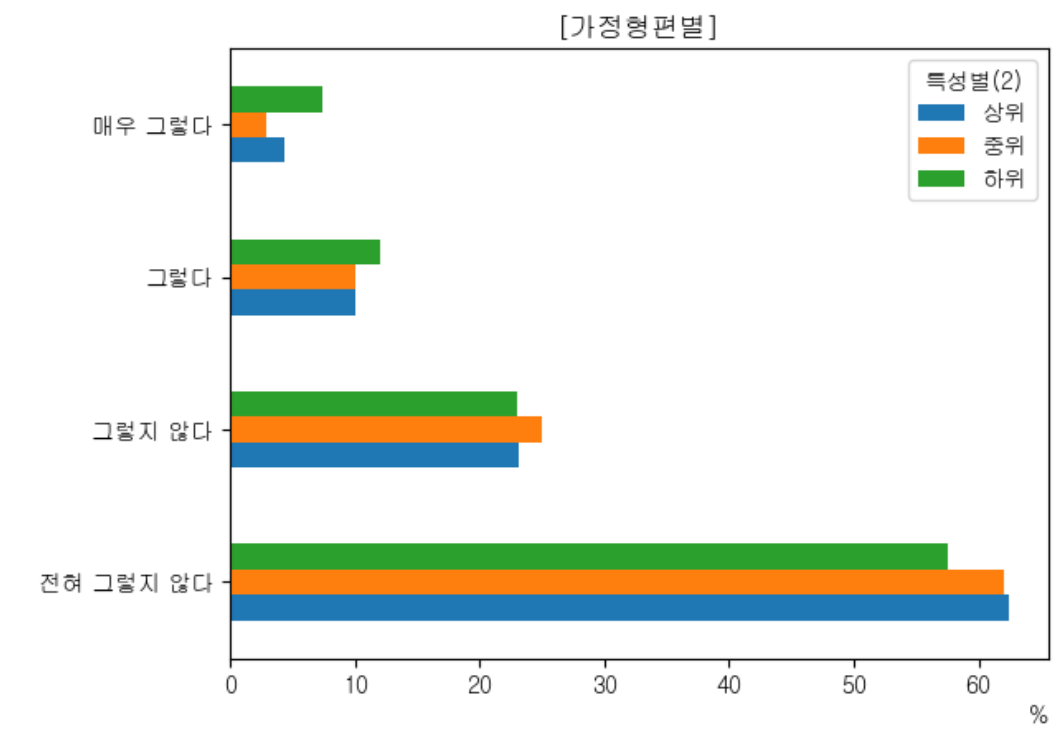 [가정형편별]
특성별(2)
상위
중위
하위
매우 그렇다
그렇다
그렇지 않다
전혀 그렇지 않다
0 10 20 30 40 50 60
%